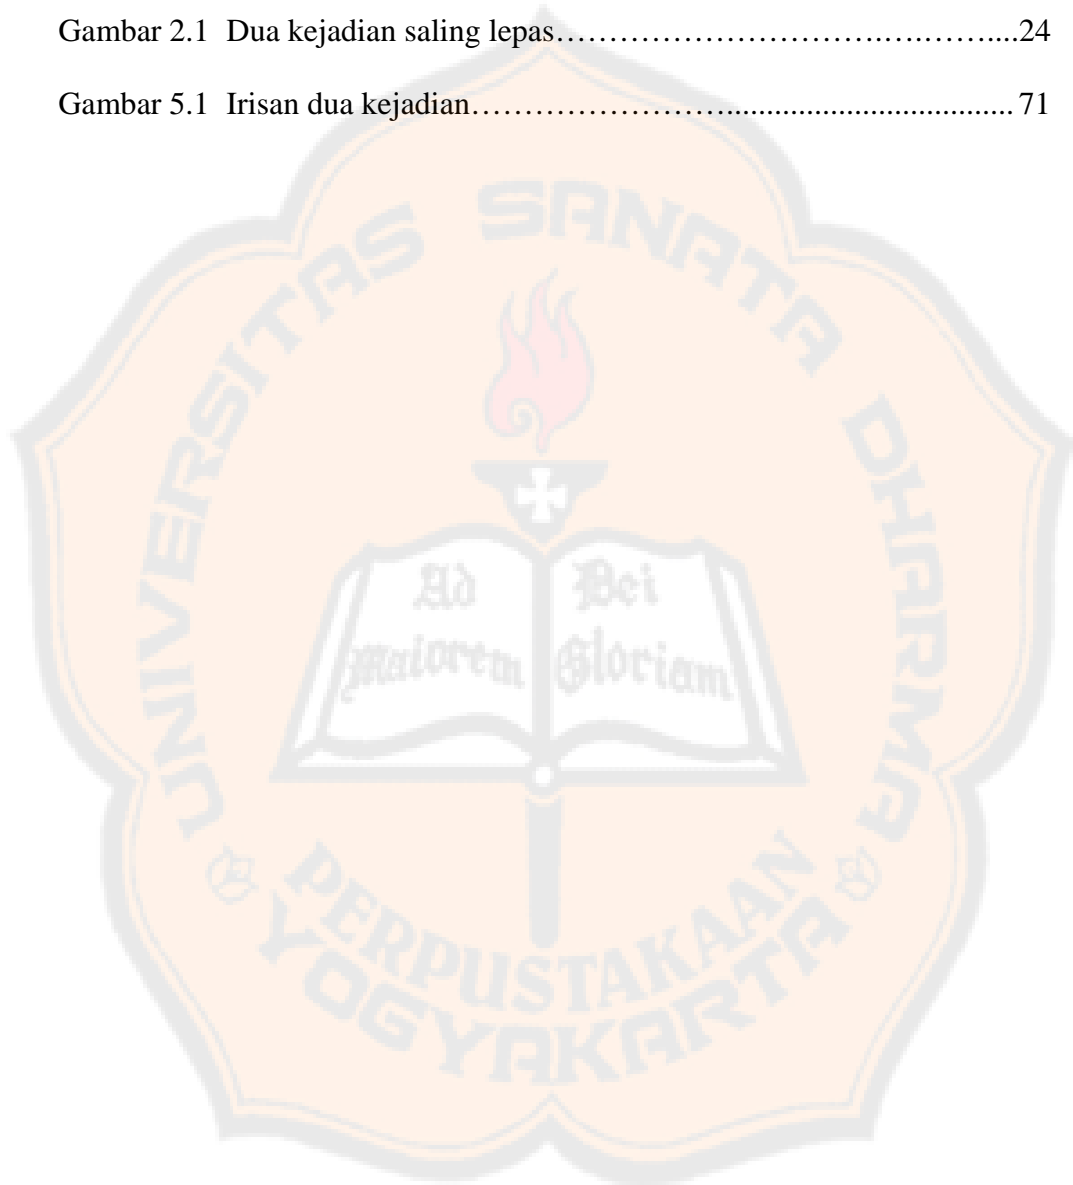 Gambar 2.1 Dua kejadian saling lepas…………………………….….……....24
Gambar 5.1 Irisan dua kejadian……………………...................................71
UNIVERSITAS SANATA DHARMA
Ad Dei
maiorem Gloriam
PERPUSTAKAAN
YOGYAKARTA